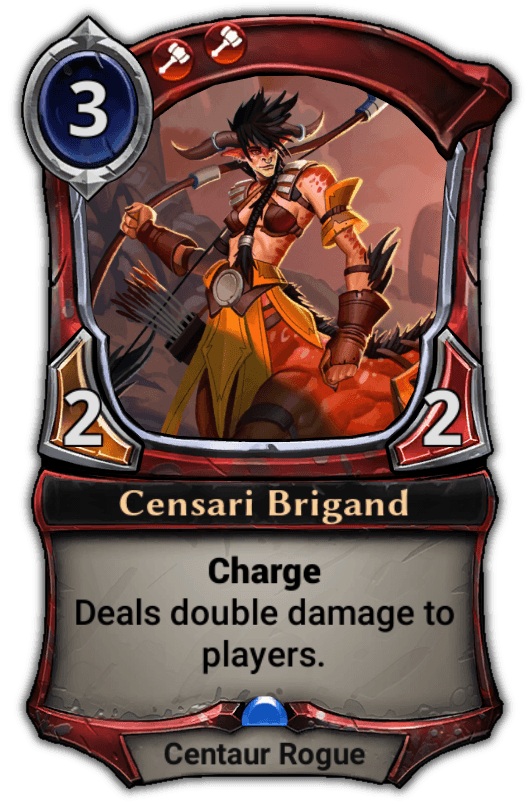 3
2
2
Censari Brigand
Charge
Deals double damage to
players.
Centaur Rogue